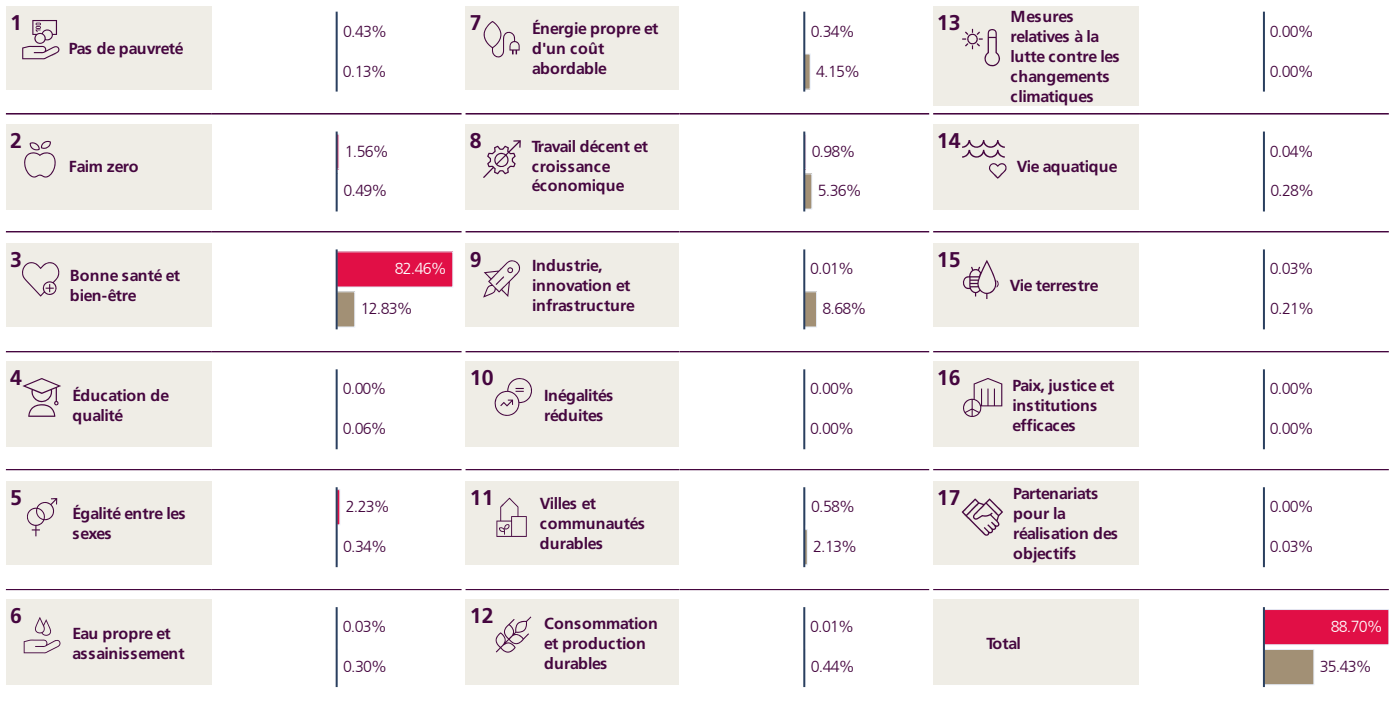 1
Pas de pauvreté
0.43%
0.13%
2
Faim zero
1.56%
0.49%
3
Bonne santé et
bien-être
82.46%
12.83%
4
Éducation de
qualité
0.00%
0.06%
5
Égalité entre les
sexes
2.23%
0.34%
6
Eau propre et
assainissement
0.03%
0.30%
7
Énergie propre et
d'un coût
abordable
0.34%
4.15%
8
Travail décent et
croissance
économique
0.98%
5.36%
9
Industrie,
innovation et
infrastructure
0.01%
8.68%
10
Inégalités
réduites
0.00%
0.00%
11
Villes et
communautés
durables
0.58%
2.13%
12
Consommation
et production
durables
0.01%
0.44%
13
Mesures
relatives à la
lutte contre les
changements
climatiques
0.00%
0.00%
14
Vie aquatique
0.04%
0.28%
15
Vie terrestre
0.03%
0.21%
16
Paix, justice et
institutions
efficaces
0.00%
0.00%
17
Partenariats
pour la
réalisation des
objectifs
0.00%
0.03%
Total
88.70%
35.43%